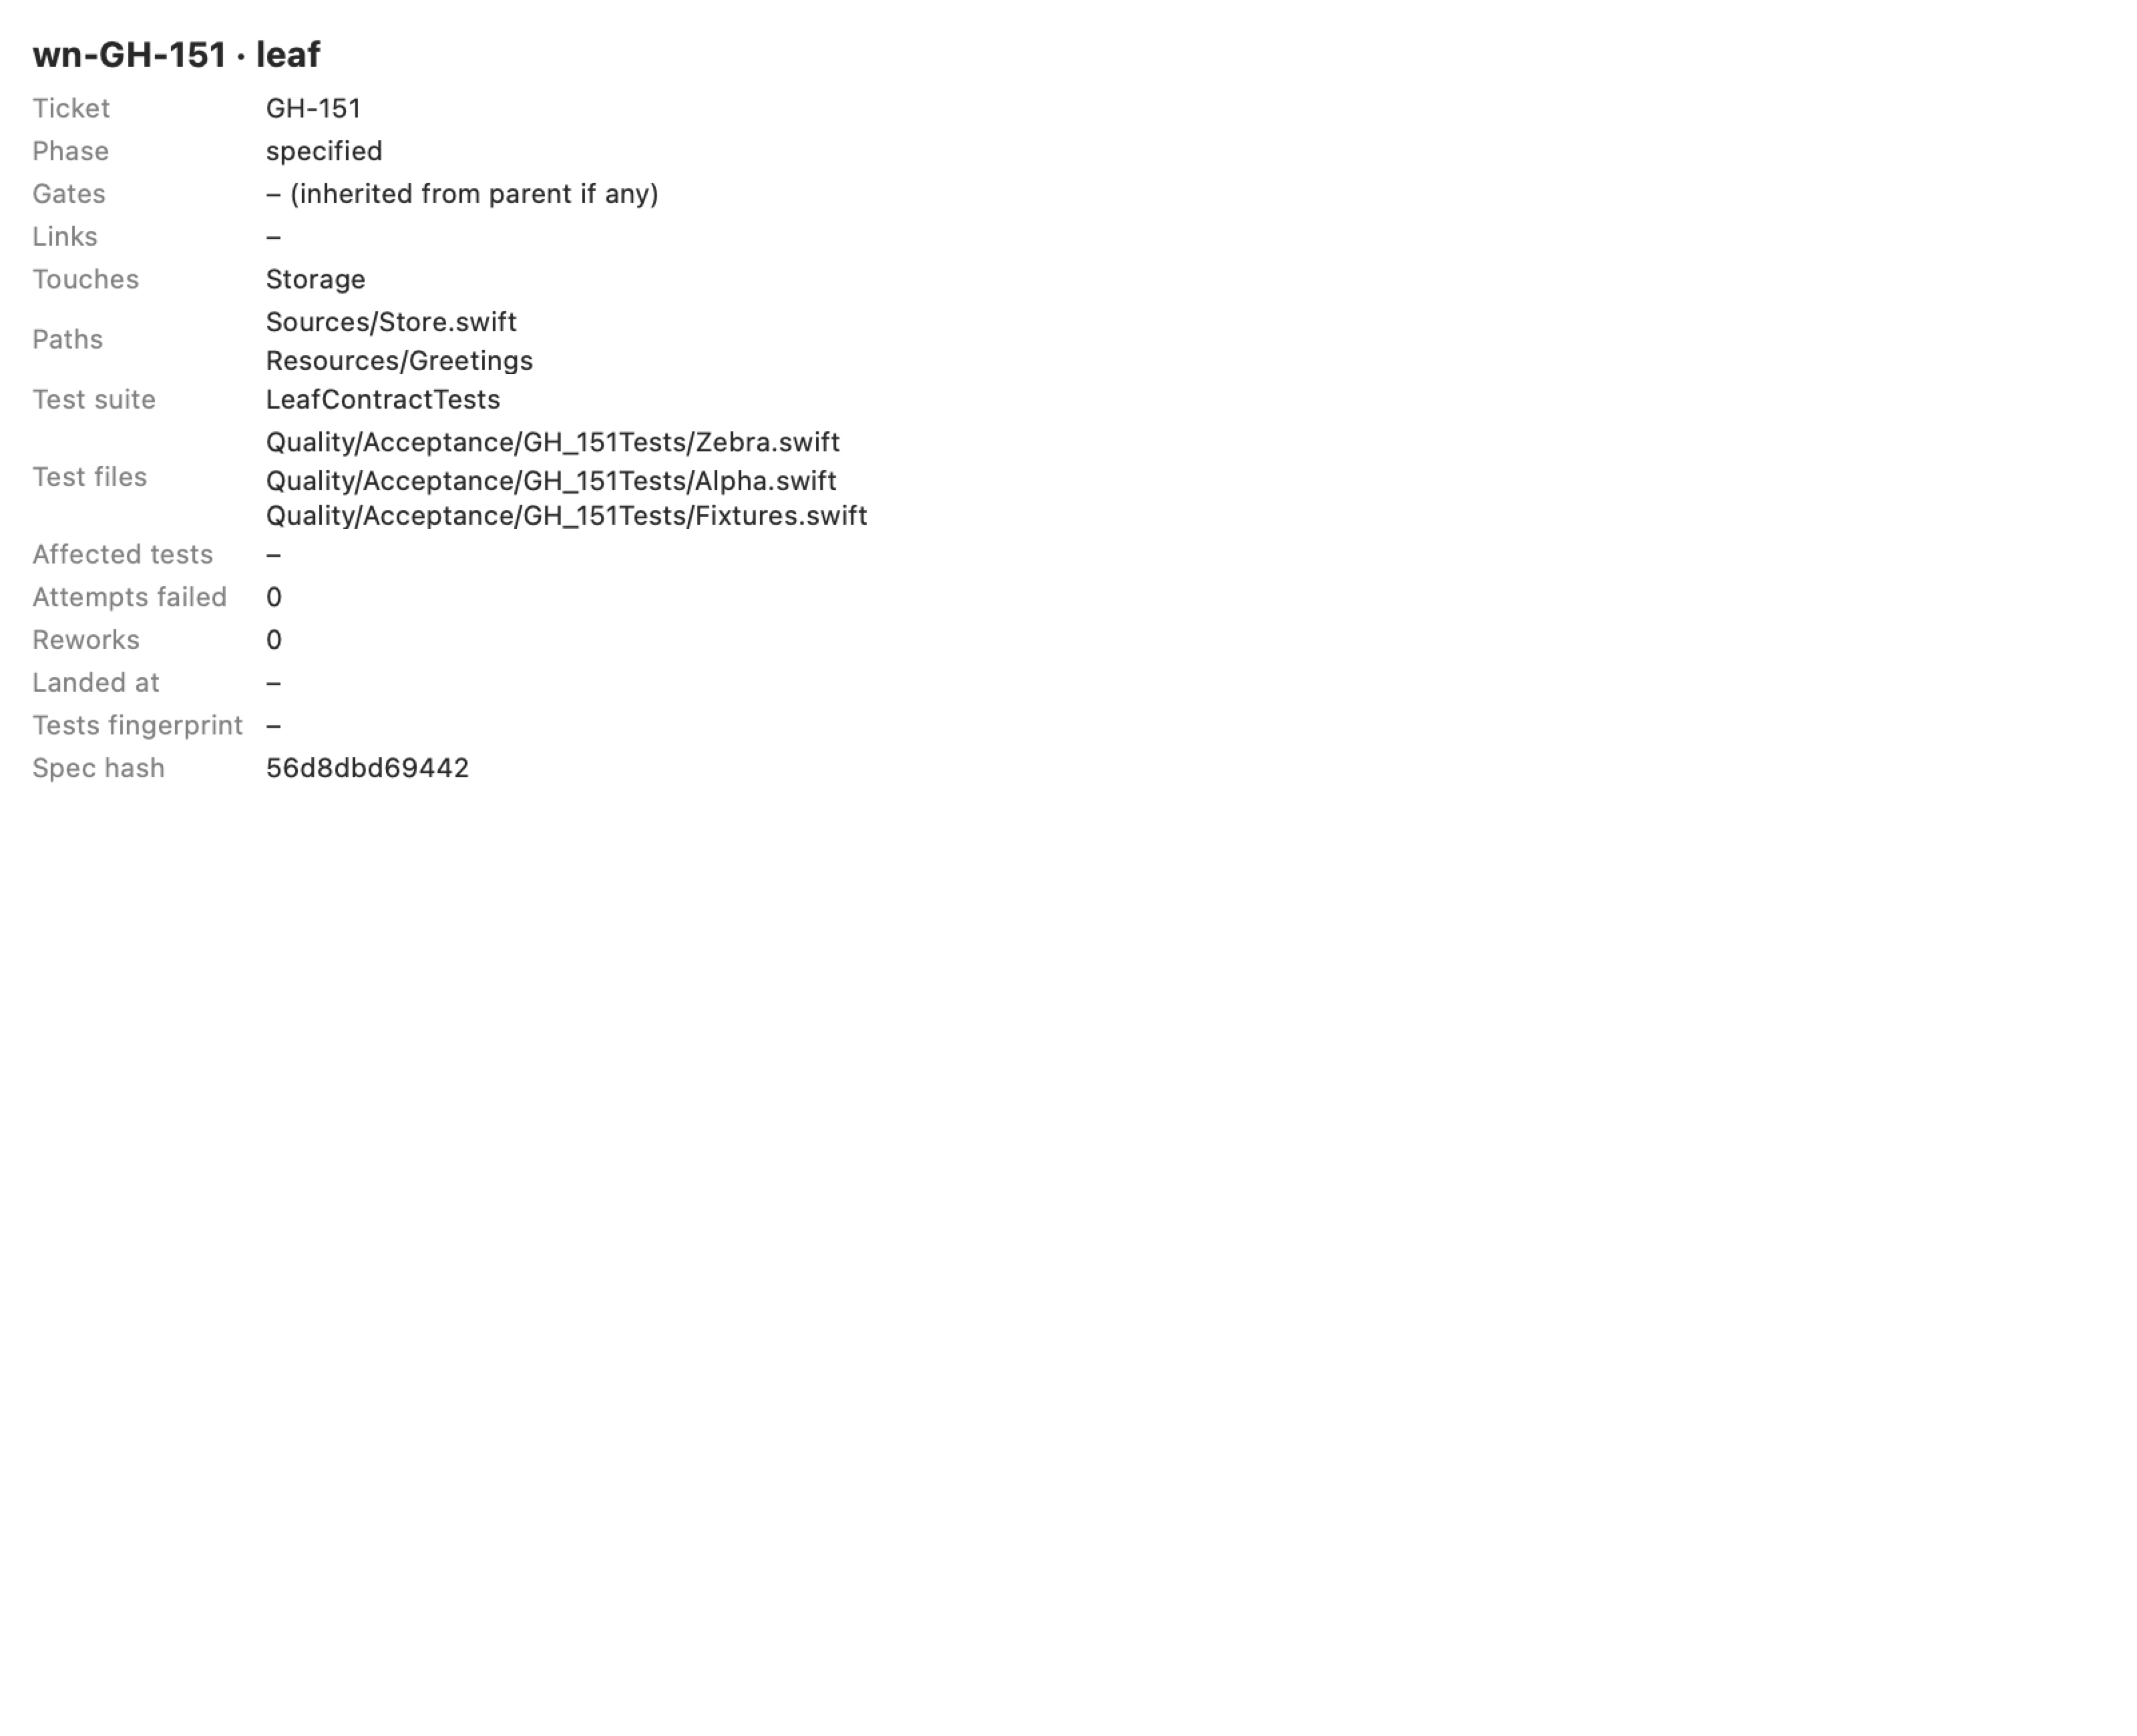 wn-GH-151 · leaf
Ticket GH-151
Phase specified
Gates – (inherited from parent if any)
Links –
Touches Storage
Paths Sources/Store.swift
Resources/Greetings
Test suite LeafContractTests
Test files Quality/Acceptance/GH_151Tests/Zebra.swift
Quality/Acceptance/GH_151Tests/Alpha.swift
Quality/Acceptance/GH_151Tests/Fixtures.swift
Affected tests –
Attempts failed 0
Reworks 0
Landed at –
Tests fingerprint –
Spec hash 56d8dbd69442